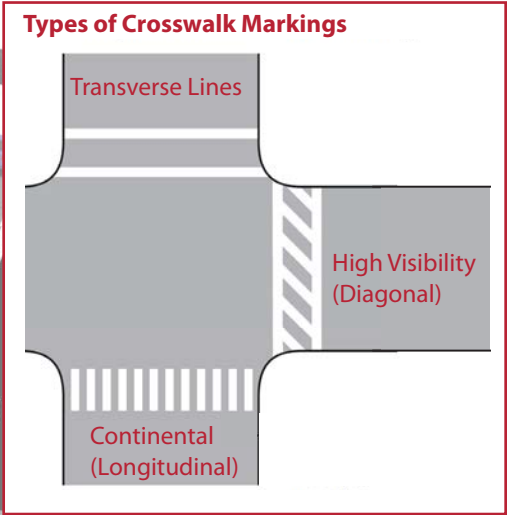 Types of Crosswalk Markings
Transverse Lines
High Visibility
(Diagonal)
Continental
(Longitudinal)